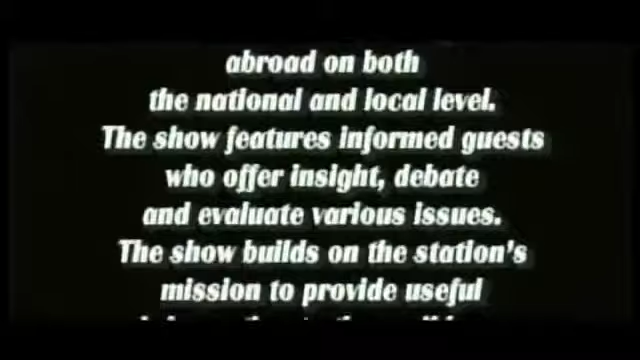 abroad on both
the national and local level.
The show features informed guests
who offer insight, debate
and evaluate various issues.
The show builds on the station's
mission to provide useful